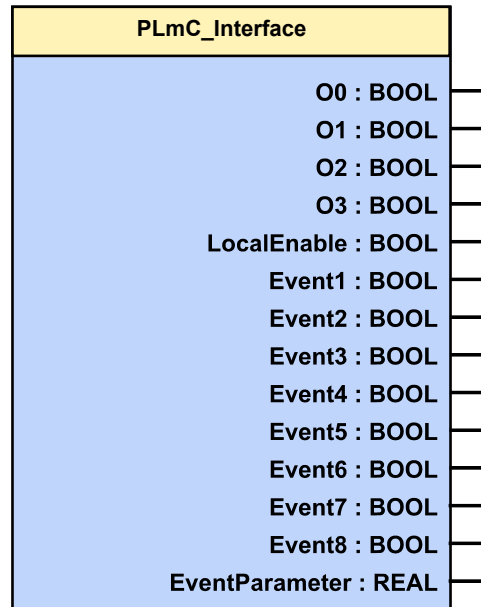 PLmC_Interface
O0 : BOOL
O1 : BOOL
O2 : BOOL
O3 : BOOL
LocalEnable : BOOL
Event1 : BOOL
Event2 : BOOL
Event3 : BOOL
Event4 : BOOL
Event5 : BOOL
Event6 : BOOL
Event7 : BOOL
Event8 : BOOL
EventParameter : REAL